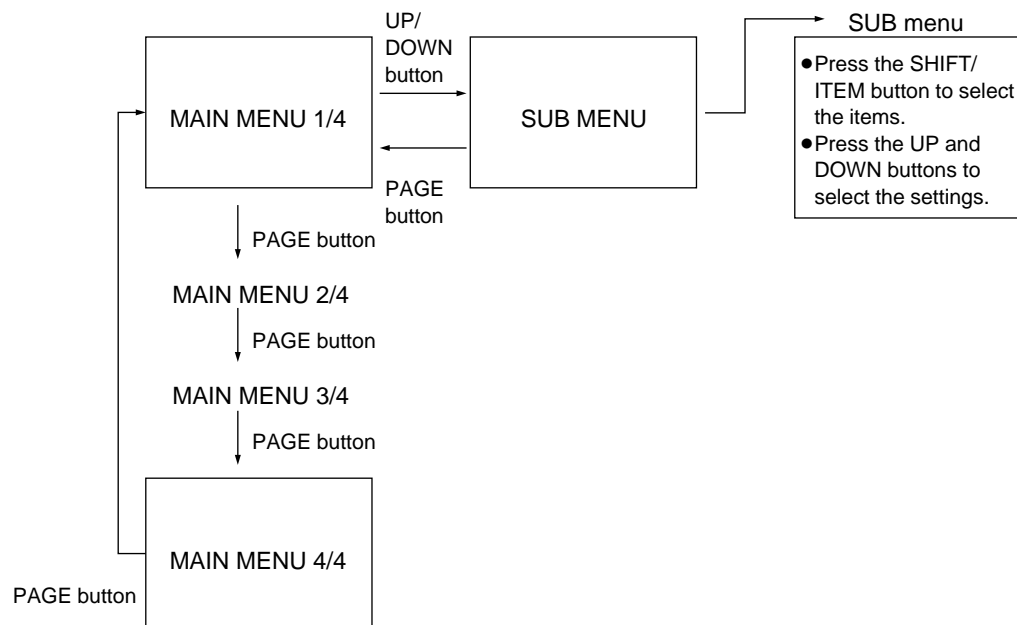 UP/
DOWN
button
SUB menu
MAIN MENU 1/4
SUB MENU
●Press the SHIFT/
ITEM button to select
the items.
●Press the UP and
DOWN buttons to
select the settings.
PAGE
button
PAGE button
MAIN MENU 2/4
PAGE button
MAIN MENU 3/4
PAGE button
MAIN MENU 4/4
PAGE button